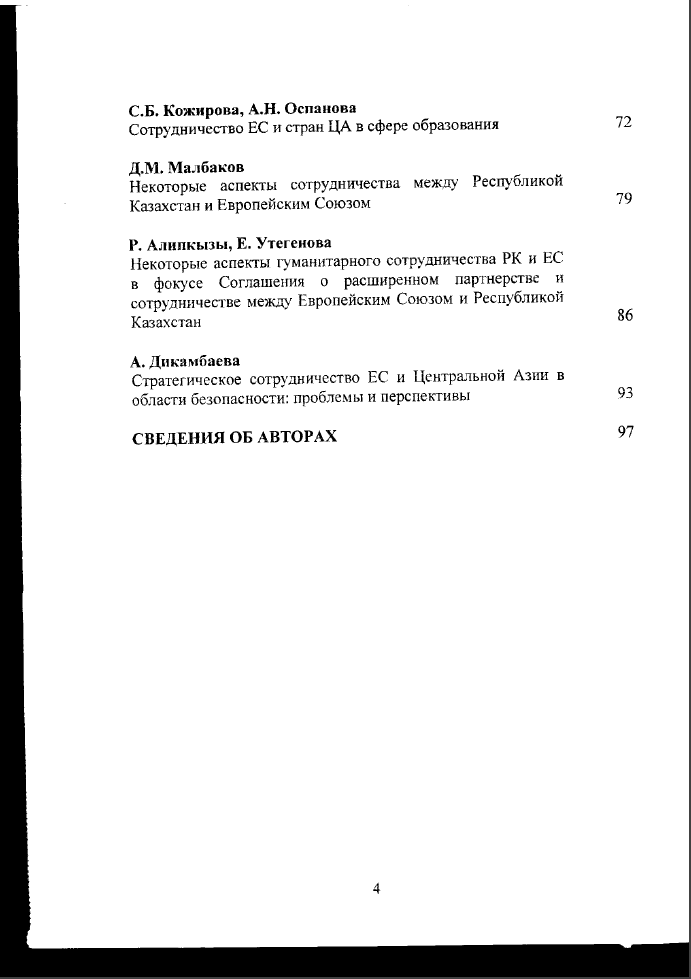 С.Б. Кожирова, А.Н. Оспанова
Сотрудничество ЕС и стран ЦА в сфере образования 72
Д.М. Малбаков
Некоторые аспекты сотрудничества между Республикой
Казахстан и Европейским Союзом 79
Р. Алипкызы, Е. Утегенова
Некоторые аспекты гуманитарного сотрудничества РК и ЕС
в фокусе Соглашения о расширенном партнерстве и
сотрудничестве между Европейским Союзом и Республикой
Казахстан 86
А. Дикамбаева
Стратегическое сотрудничество ЕС и Центральной Азии в
области безопасности: проблемы и перспективы 93
СВЕДЕНИЯ ОБ АВТОРАХ 97
4